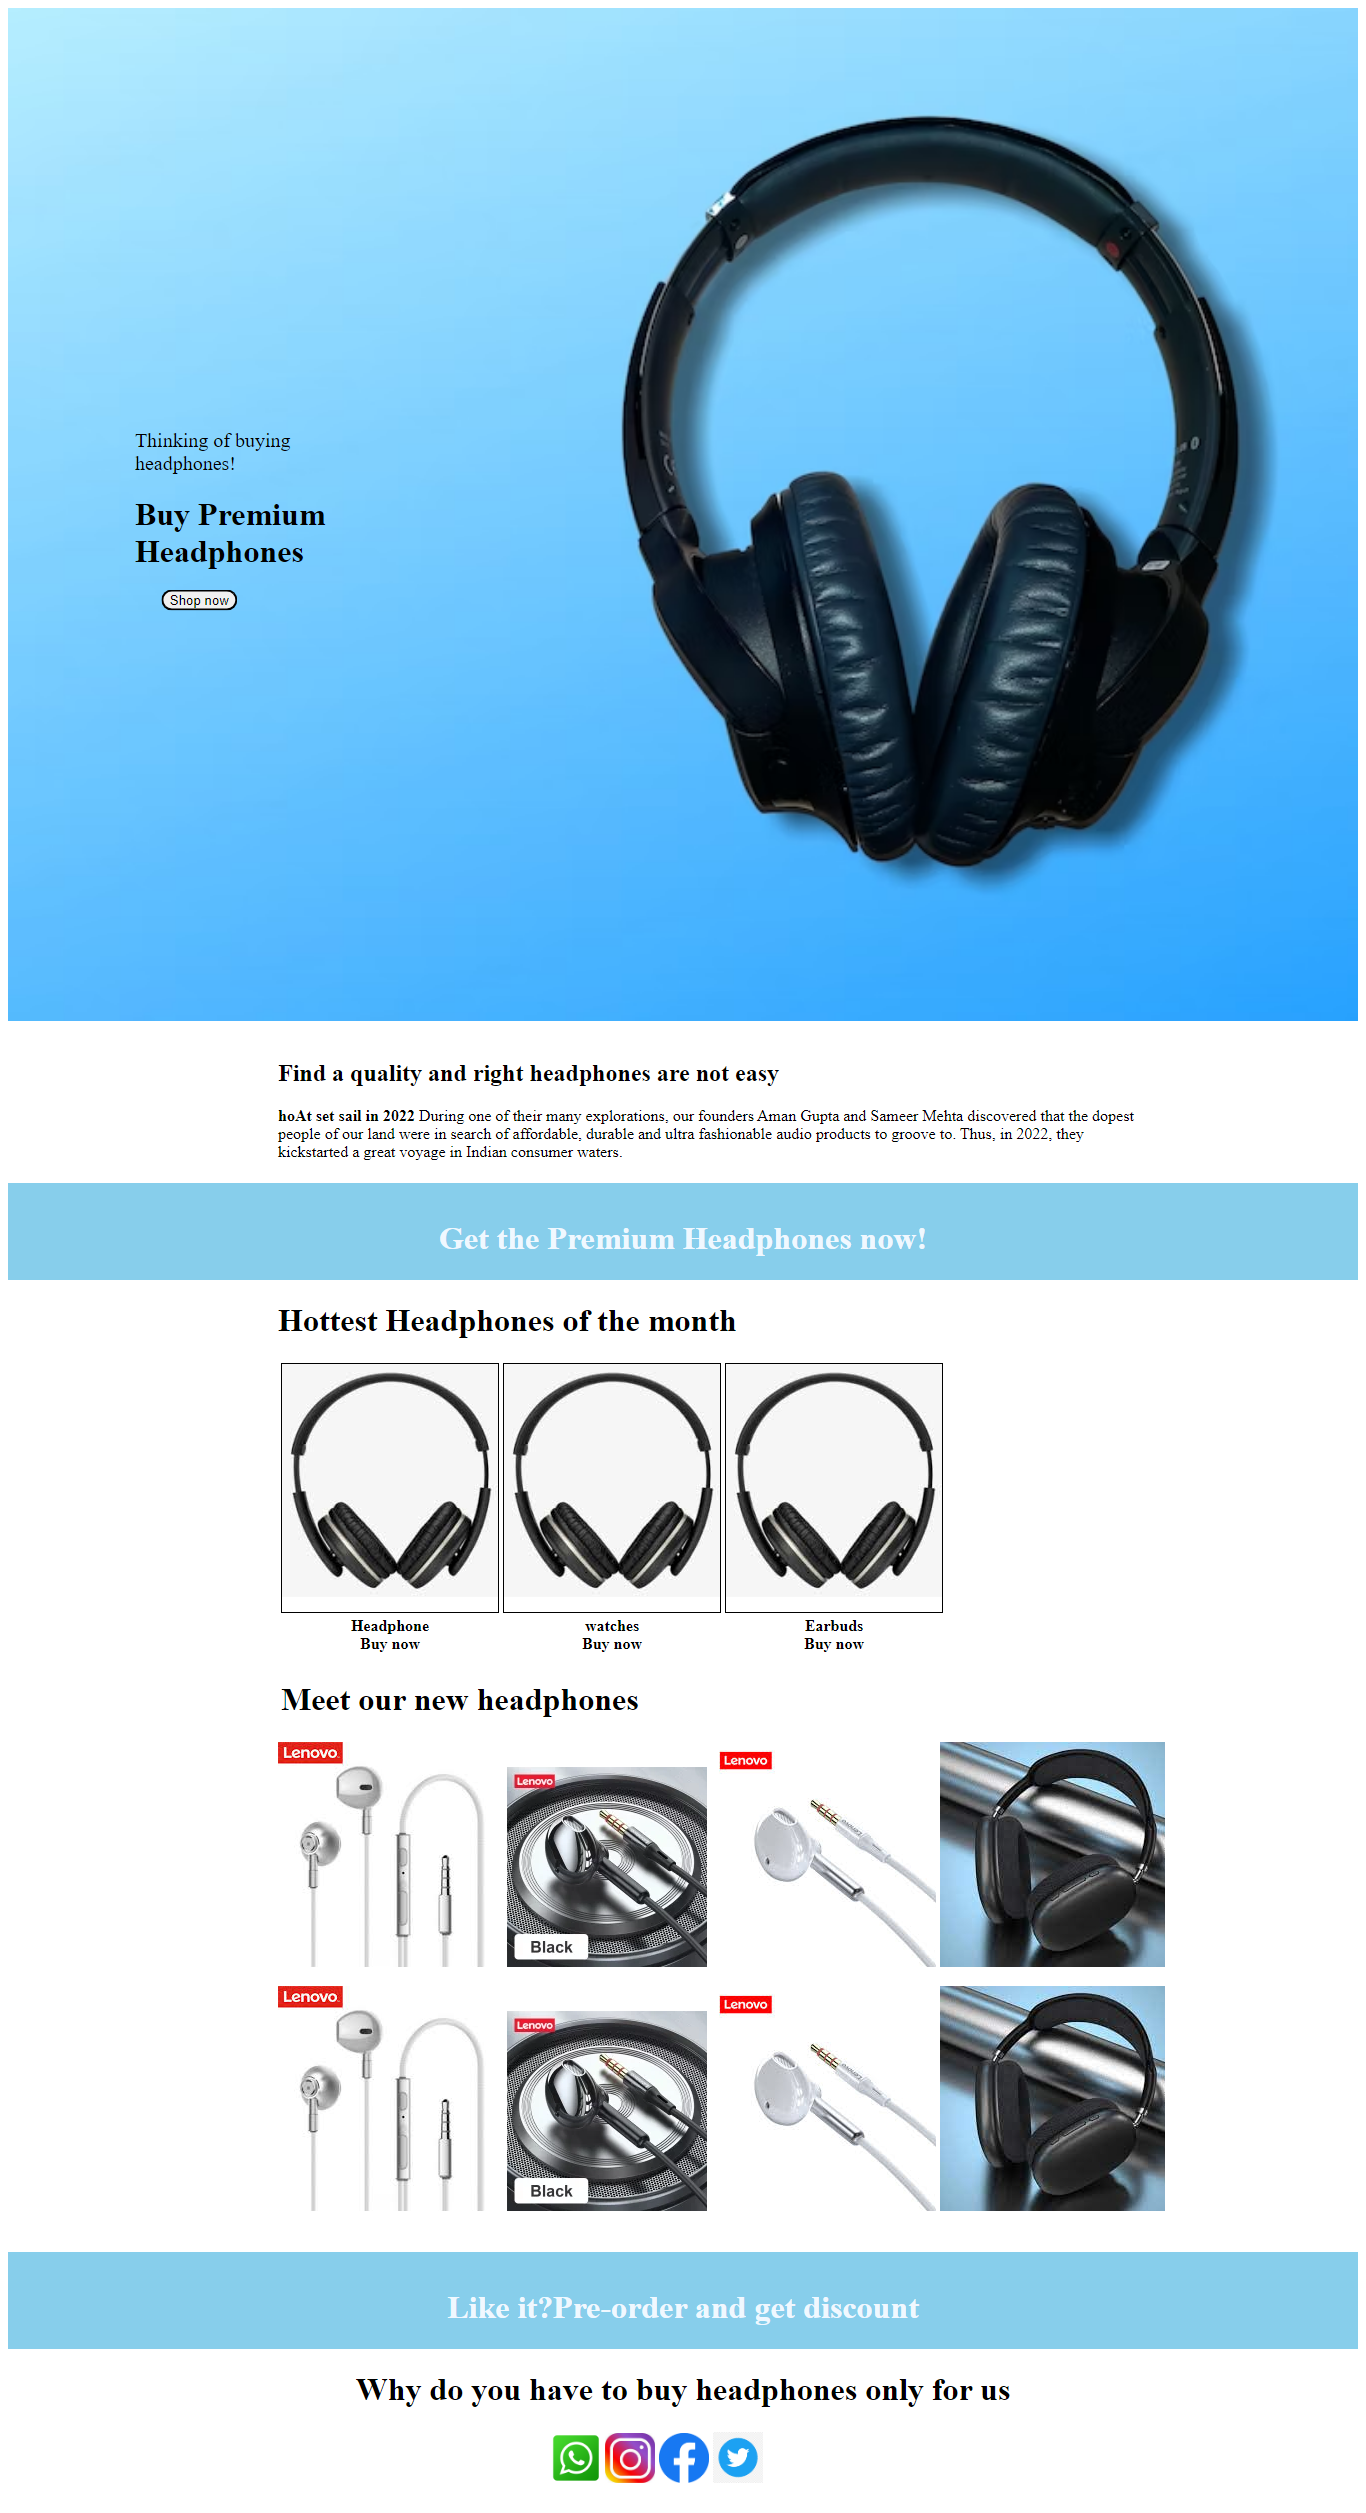 Thinking of buying
headphones!
Buy Premium
Headphones
Shop now
Find a quality and right headphones are not easy
hoAt set sail in 2022 During one of their many explorations, our founders Aman Gupta and Sameer Mehta discovered that the dopest
people of our land were in search of affordable, durable and ultra fashionable audio products to groove to. Thus, in 2022, they
kickstarted a great voyage in Indian consumer waters.
Get the Premium Headphones now!
Hottest Headphones of the month
Headphone
Buy now
watches
Buy now
Earbuds
Buy now
Meet our new headphones
Lenovo
Lenovo
Black
Lenovo
Lenovo
Lenovo
Black
Lenovo
Like it?Pre-order and get discount
Why do you have to buy headphones only for us